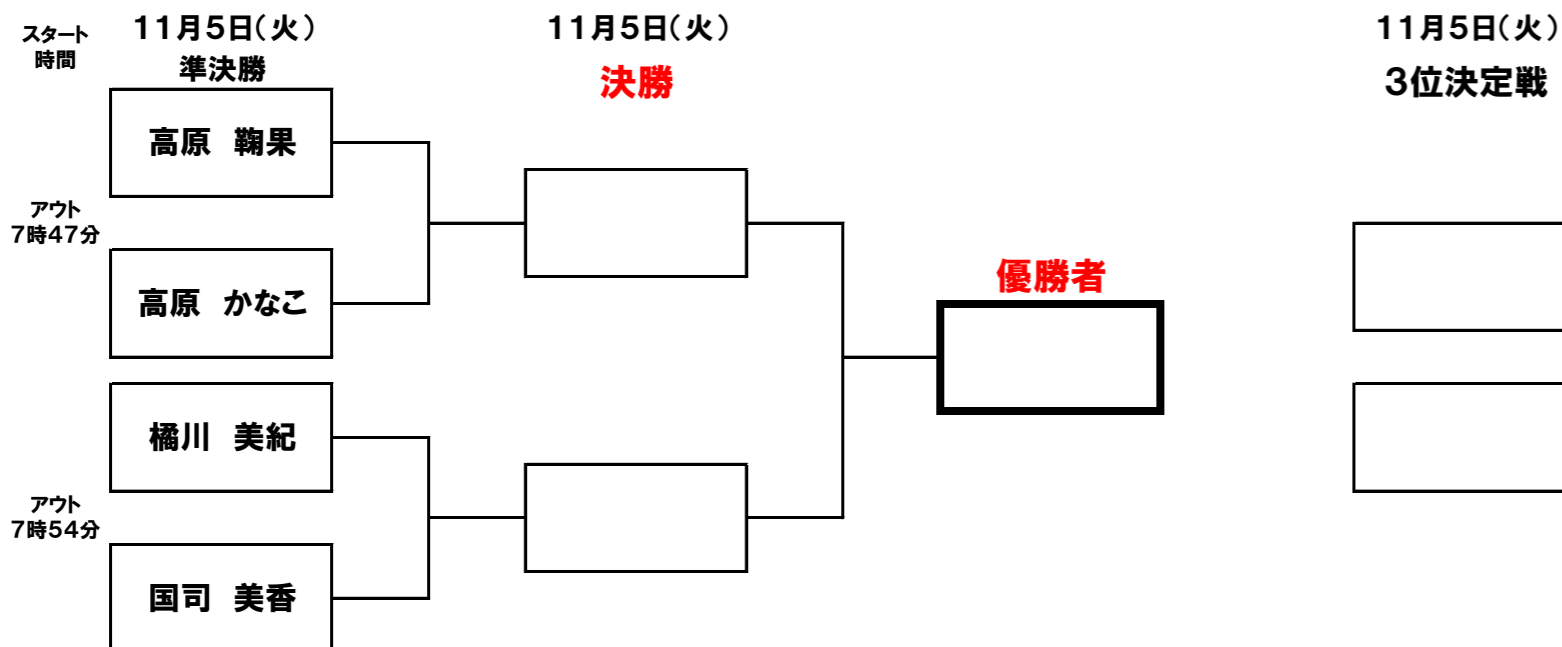 スタート
時間
11月5日(火)
準決勝
11月5日(火)
決勝
11月5日(火)
3位決定戦
高原 鞠果
アウト
7時47分
高原 かなこ
優勝者
橘川 美紀
アウト
7時54分
国司 美香